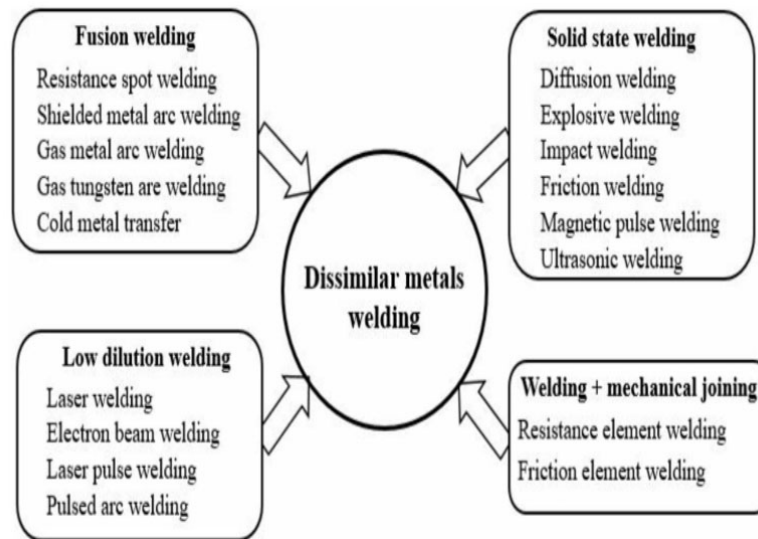 Fusion welding
Resistance spot welding
Shielded metal arc welding
Gas metal arc welding
Gas tungsten are welding
Cold metal transfer
Solid state welding
Diffusion welding
Explosive welding
Impact welding
Friction welding
Magnetic pulse welding
Ultrasonic welding
Dissimilar metals
welding
Low dilution welding
Laser welding
Electron beam welding
Laser pulse welding
Pulsed arc welding
Welding + mechanical joining
Resistance element welding
Friction element welding